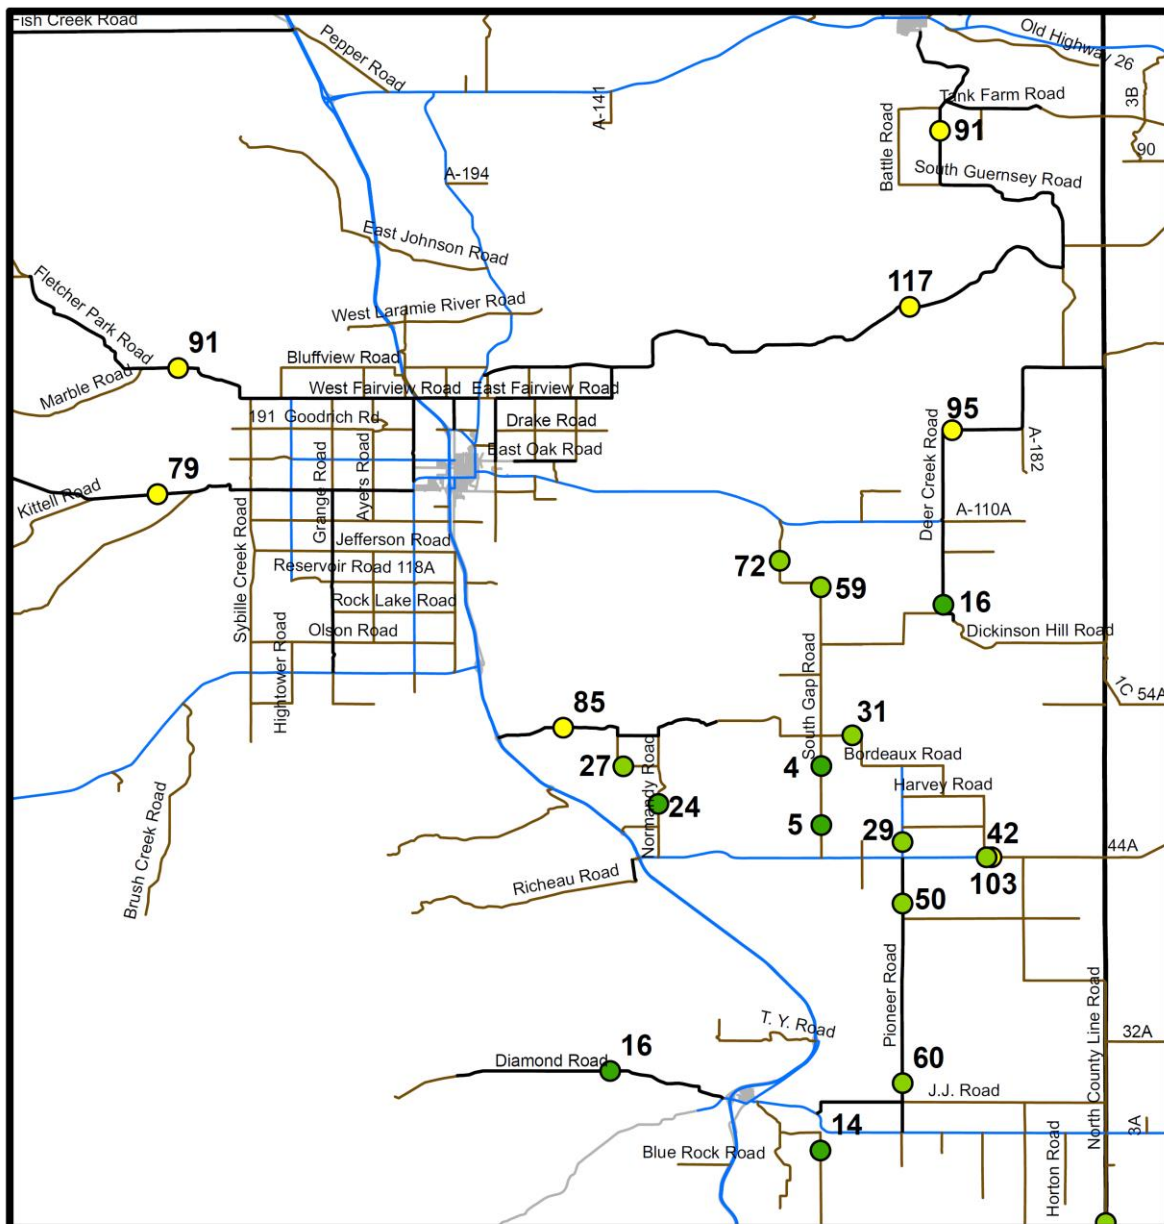 Fish Creek Road
Pepper Road
Old Highway 26
A-141
Tank Farm Road
3B
91
Battle Road
90
A-194
South Guernsey Road
East Johnson Road
Fletcher Park Road
117
West Laramie River Road
91
Bluffview Road
Marble Road
West Fairview Road
East Fairview Road
191 Goodrich Rd
Drake Road
95
East Oak Road
A-182
79
Kittell Road
Grange Road
Ayers Road
Deer Creek Road
A-110A
Jefferson Road
Sybille Creek Road
Reservoir Road 118A
72
59
Rock Lake Road
16
Olson Road
Dickinson Hill Road
Hightower Road
South Gap Road
1C 54A
85
31
Bordeaux Road
27
4
Normandy Road
Harvey Road
24
5
29
42
44A
Brush Creek Road
Richeau Road
103
50
Pioneer Road
North County Line Road
T. Y. Road
32A
16
Diamond Road
60
J.J. Road
14
3A
Blue Rock Road
Horton Road